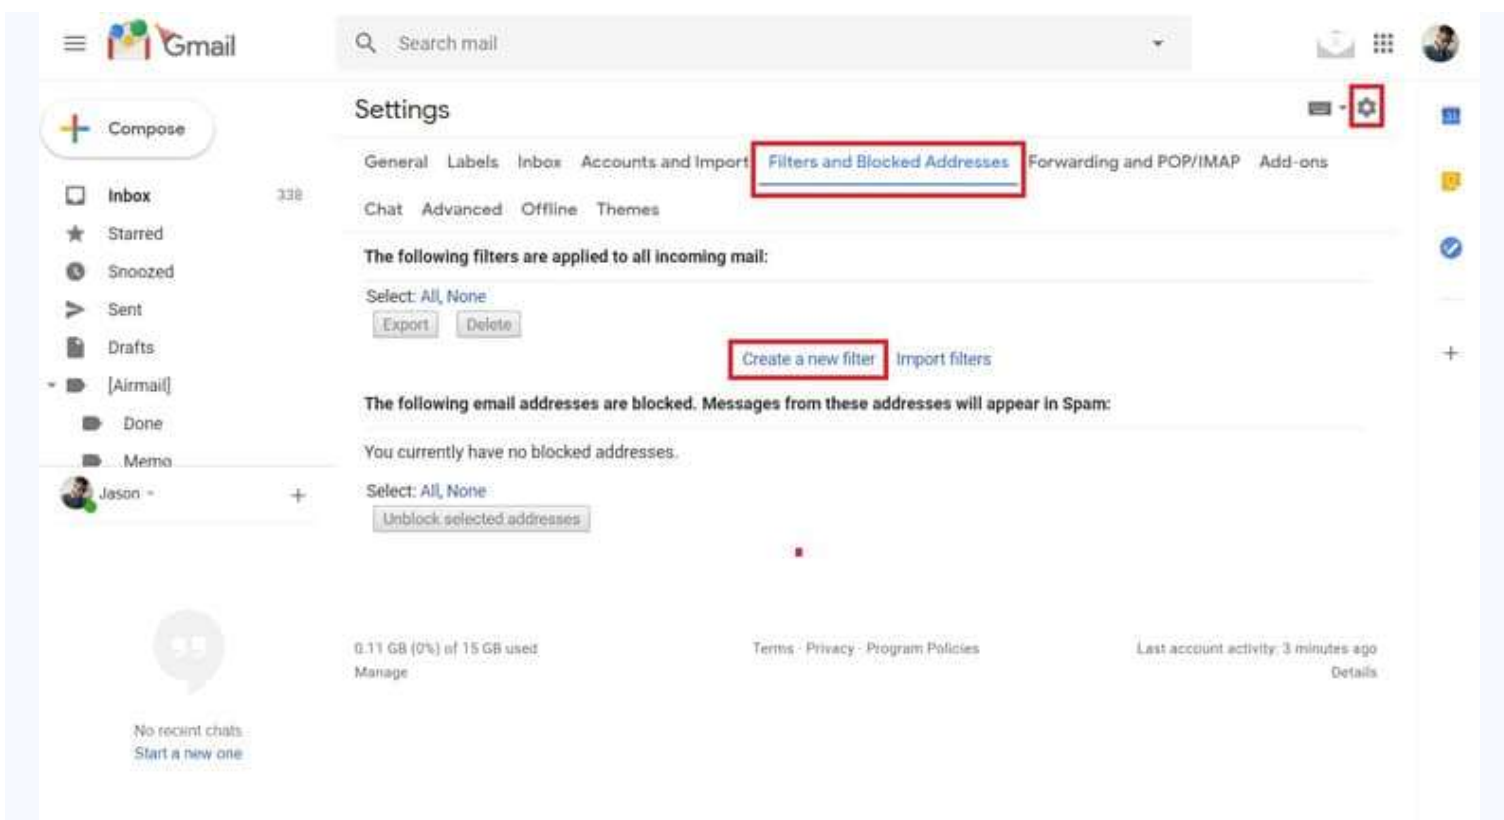 Gmail
Search mail
Compose
Settings
General Labels Inbox Accounts and Import Filters and Blocked Addresses Forwarding and POP/IMAP Add-ons
Chat Advanced Offline Themes
Inbox 338
Starred
Snoozed
Sent
Drafts
[Airmail]
Done
Memo
Jason
The following filters are applied to all incoming mail:
Select: All, None
Export Delete
Create a new filter Import filters
The following email addresses are blocked. Messages from these addresses will appear in Spam:
You currently have no blocked addresses.
Select: All, None
Unblock selected addresses
0.11 GB (0%) of 15 GB used
Manage
Terms · Privacy · Program Policies
Last account activity: 3 minutes ago
Details
No recent chats
Start a new one
31